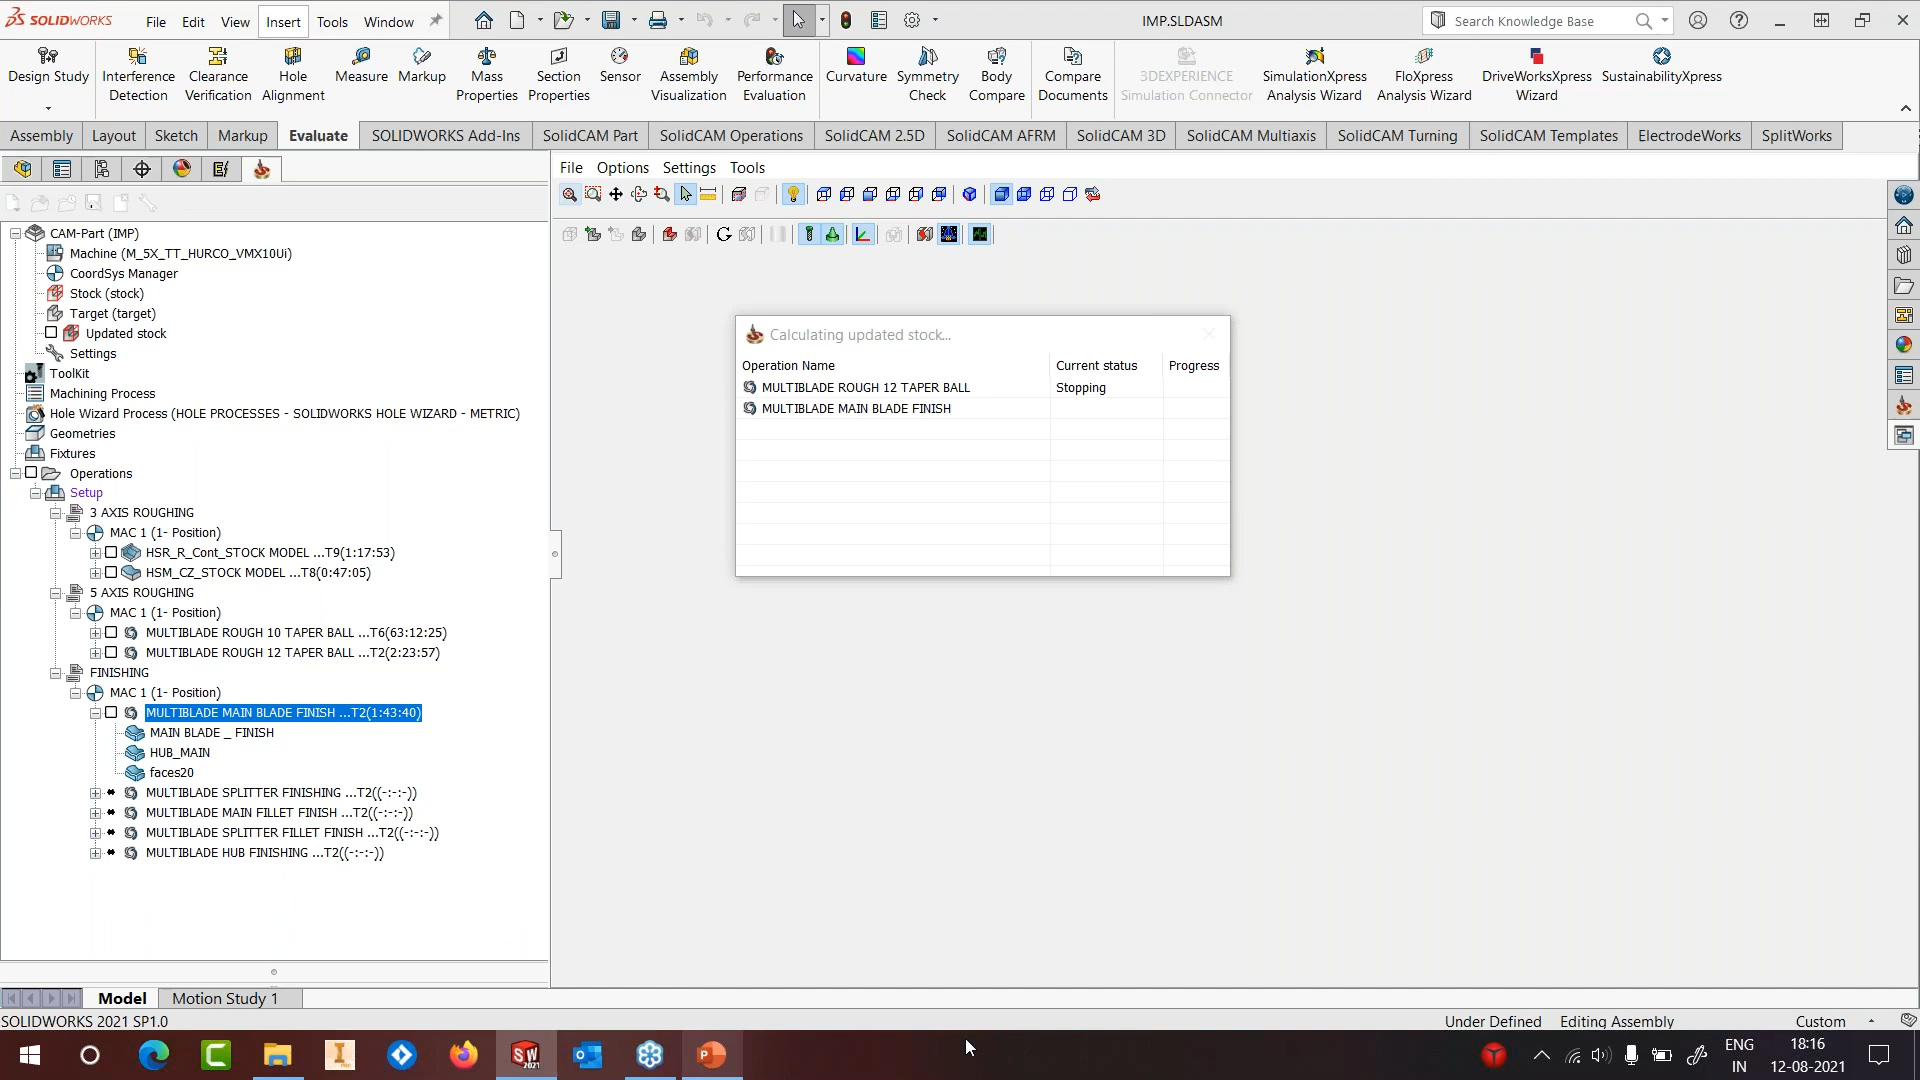 SOLIDWORKS File Edit View Insert Tools Window IMP.SLDASM Search Knowledge Base
Design Study Interference Detection Clearance Verification Hole Alignment Measure Markup Mass Properties Section Properties Sensor Assembly Visualization Performance Evaluation Curvature Symmetry Check Body Compare Compare Documents 3DEXPERIENCE Simulation Connector SimulationXpress Analysis Wizard FloXpress Analysis Wizard DriveWorksXpress Wizard SustainabilityXpress
Assembly Layout Sketch Markup Evaluate SOLIDWORKS Add-Ins SolidCAM Part SolidCAM Operations SolidCAM 2.5D SolidCAM AFRM SolidCAM 3D SolidCAM Multiaxis SolidCAM Turning SolidCAM Templates ElectrodeWorks SplitWorks
File Options Settings Tools
CAM-Part (IMP)
Machine (M_5X_TT_HURCO_VMX10Ui)
CoordSys Manager
Stock (stock)
Target (target)
Updated stock
Settings
ToolKit
Machining Process
Hole Wizard Process (HOLE PROCESSES - SOLIDWORKS HOLE WIZARD - METRIC)
Geometries
Fixtures
Operations
Setup
3 AXIS ROUGHING
MAC 1 (1- Position)
HSR_R_Cont_STOCK MODEL ...T9(1:17:53)
HSM_CZ_STOCK MODEL ...T8(0:47:05)
5 AXIS ROUGHING
MAC 1 (1- Position)
MULTIBLADE ROUGH 10 TAPER BALL ...T6(63:12:25)
MULTIBLADE ROUGH 12 TAPER BALL ...T2(2:23:57)
FINISHING
MAC 1 (1- Position)
MULTIBLADE MAIN BLADE FINISH ...T2(1:43:40)
MAIN BLADE _ FINISH
HUB_MAIN
faces20
MULTIBLADE SPLITTER FINISHING ...T2((-:-:-))
MULTIBLADE MAIN FILLET FINISH ...T2((-:-:-))
MULTIBLADE SPLITTER FILLET FINISH ...T2((-:-:-))
MULTIBLADE HUB FINISHING ...T2((-:-:-))
Calculating updated stock...
Operation Name Current status Progress
MULTIBLADE ROUGH 12 TAPER BALL Stopping
MULTIBLADE MAIN BLADE FINISH
Model Motion Study 1
SOLIDWORKS 2021 SP1.0 Under Defined Editing Assembly Custom
ENG 18:16
IN 12-08-2021